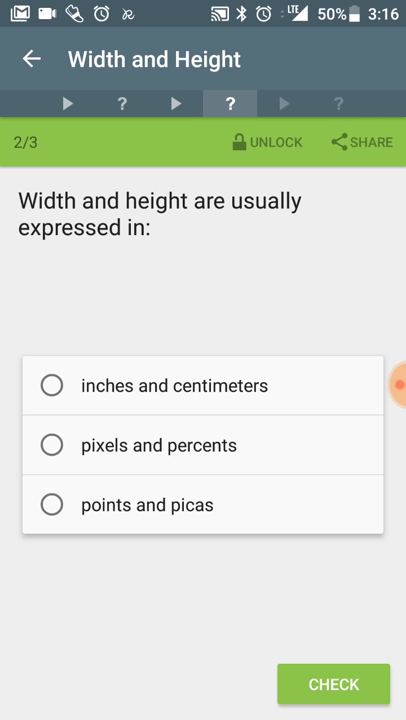 LTE 50% 3:16
Width and Height
? ? ?
2/3 UNLOCK SHARE
Width and height are usually
expressed in:
inches and centimeters
pixels and percents
points and picas
CHECK